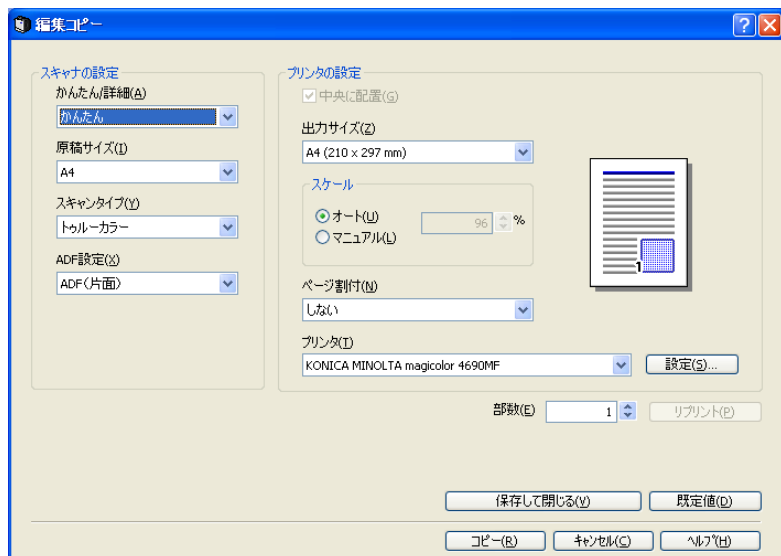 編集コピー
スキャナの設定
かんたん/詳細(A)
かんたん
原稿サイズ(I)
A4
スキャンタイプ(Y)
トゥルーカラー
ADF設定(X)
ADF(片面)
プリンタの設定
中央に配置(G)
出力サイズ(Z)
A4 (210 x 297 mm)
スケール
オート(U)
96 %
マニュアル(L)
ページ割付(N)
しない
プリンタ(T)
KONICA MINOLTA magicolor 4690MF
設定(S)...
1
部数(E)
1
リプリント(P)
保存して閉じる(V)
既定値(D)
コピー(R)
キャンセル(C)
ヘルプ(H)